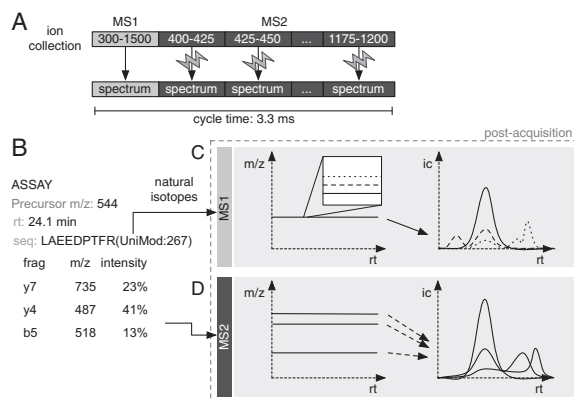 A
MS1
MS2
ion
collection
300-1500
400-425
425-450
...
1175-1200
spectrum
spectrum
spectrum
...
spectrum
cycle time: 3.3 ms
post-acquisition
B
ASSAY
Precursor m/z: 544
rt: 24.1 min
seq: LAEEDPTFR(UniMod:267)
frag m/z intensity
y7 735 23%
y4 487 41%
b5 518 13%
natural
isotopes
C
MS1
m/z
rt
ic
rt
D
MS2
m/z
rt
ic
rt